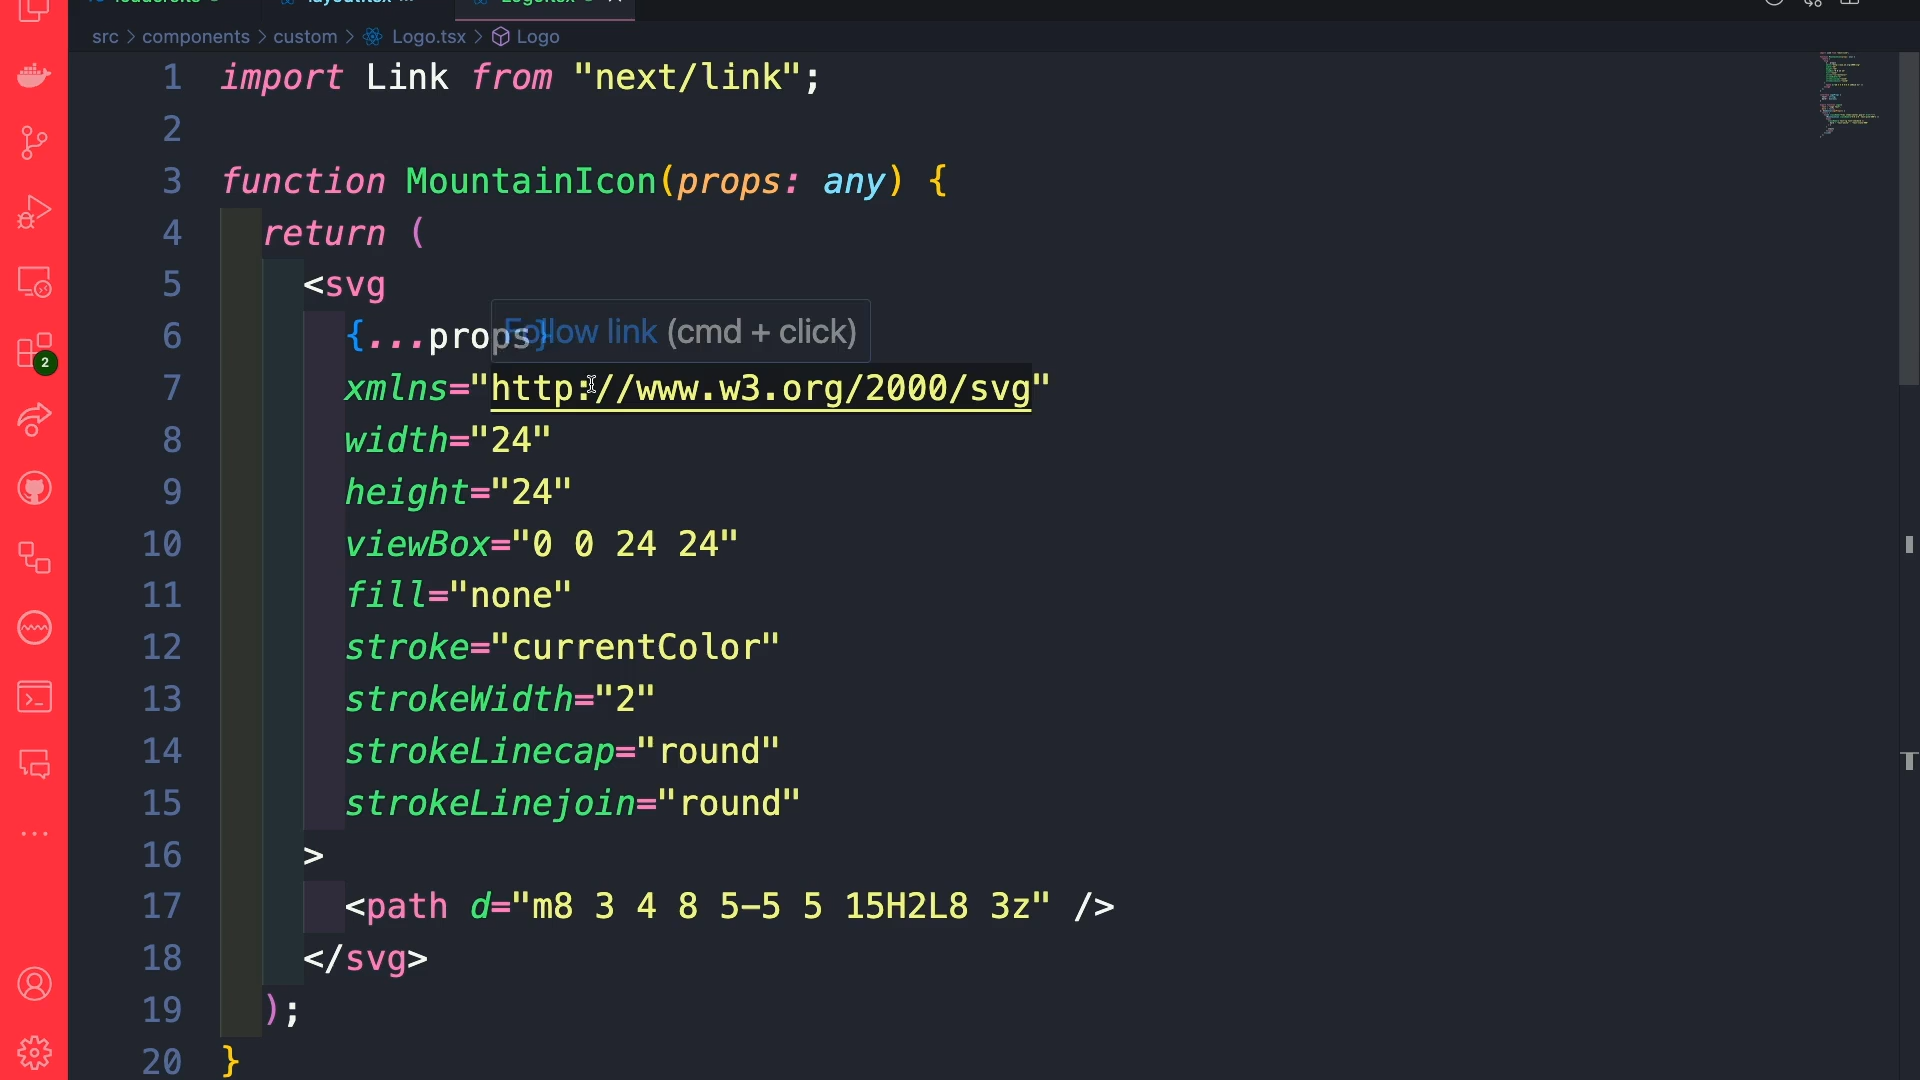 src > components > custom > Logo.tsx > Logo
1 import Link from "next/link";
2
3 function MountainIcon(props: any) {
4 return (
5 <svg
6 {...props}
Follow link (cmd + click)
7 xmlns="http://www.w3.org/2000/svg"
8 width="24"
9 height="24"
10 viewBox="0 0 24 24"
11 fill="none"
12 stroke="currentColor"
13 strokeWidth="2"
14 strokeLinecap="round"
15 strokeLinejoin="round"
16 >
17 <path d="m8 3 4 8 5-5 5 15H2L8 3z" />
18 </svg>
19 );
20 }
2